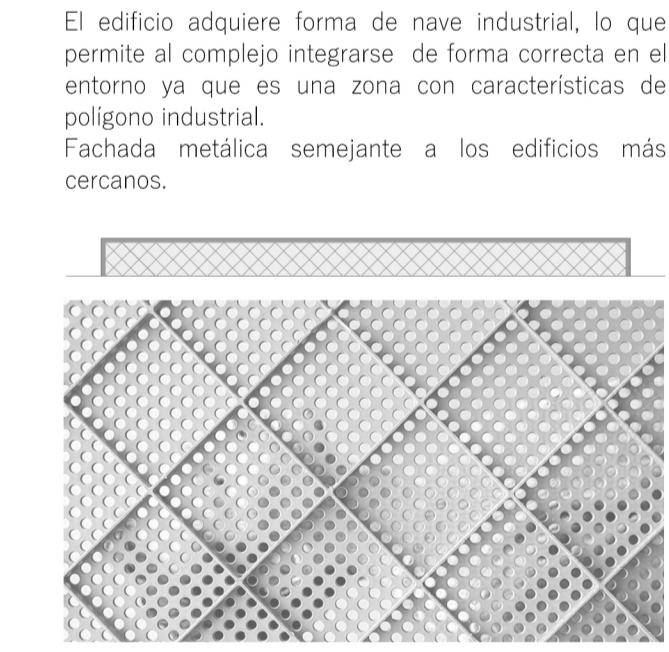 El edificio adquiere forma de nave industrial, lo que
permite al complejo integrarse de forma correcta en el
entorno ya que es una zona con características de
polígono industrial.
Fachada metálica semejante a los edificios más
cercanos.